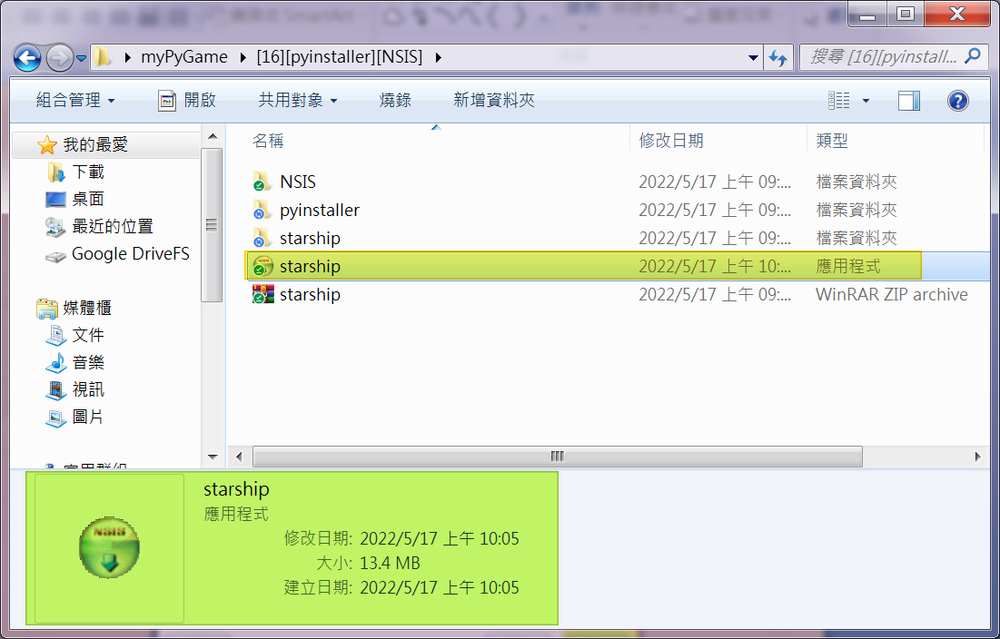 myPyGame [16][pyinstaller][NSIS]
搜尋 [16][pyinstall...
組合管理 開啟 共用對象 燒錄 新增資料夾
名稱 修改日期 類型
我的最愛
下載
桌面
最近的位置
Google DriveFS
媒體櫃
文件
音樂
視訊
圖片
NSIS 2022/5/17 上午 09:... 檔案資料夾
pyinstaller 2022/5/17 上午 09:... 檔案資料夾
starship 2022/5/17 上午 09:... 檔案資料夾
starship 2022/5/17 上午 10:... 應用程式
starship 2022/5/17 上午 09:... WinRAR ZIP archive
NSIS
starship
應用程式
修改日期: 2022/5/17 上午 10:05
大小: 13.4 MB
建立日期: 2022/5/17 上午 10:05